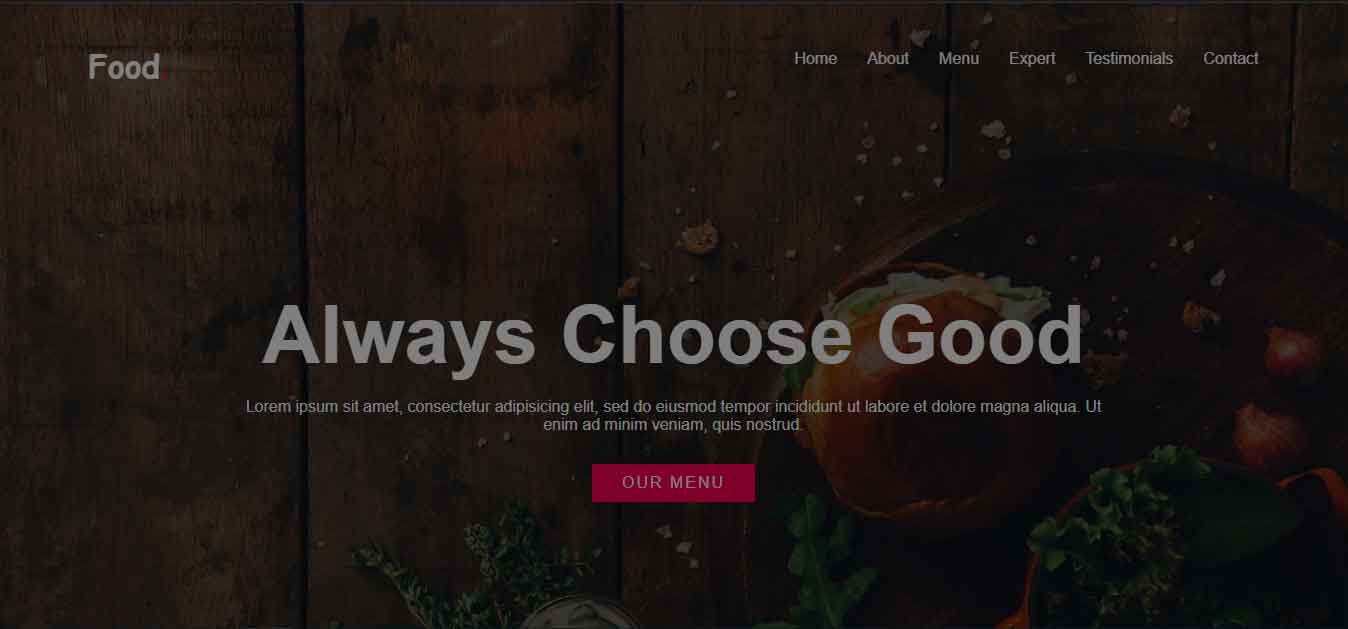 Food.
Home About Menu Expert Testimonials Contact
Always Choose Good
Lorem ipsum sit amet, consectetur adipisicing elit, sed do eiusmod tempor incididunt ut labore et dolore magna aliqua. Ut
enim ad minim veniam, quis nostrud.
OUR MENU